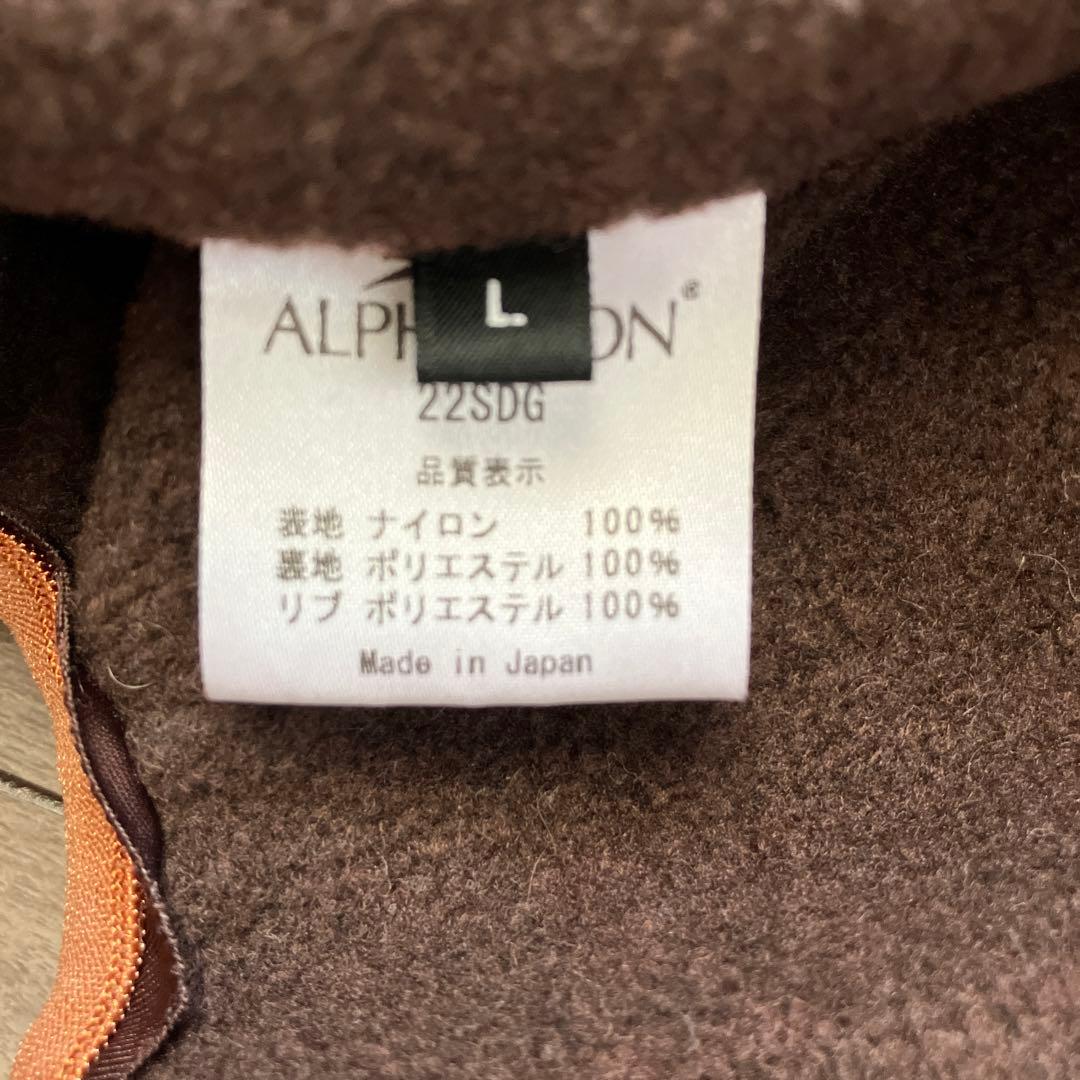 L
ALPH ON®
22SDG
品質表示
表地 ナイロン 100%
裏地 ポリエステル 100%
リブ ポリエステル 100%
Made in Japan